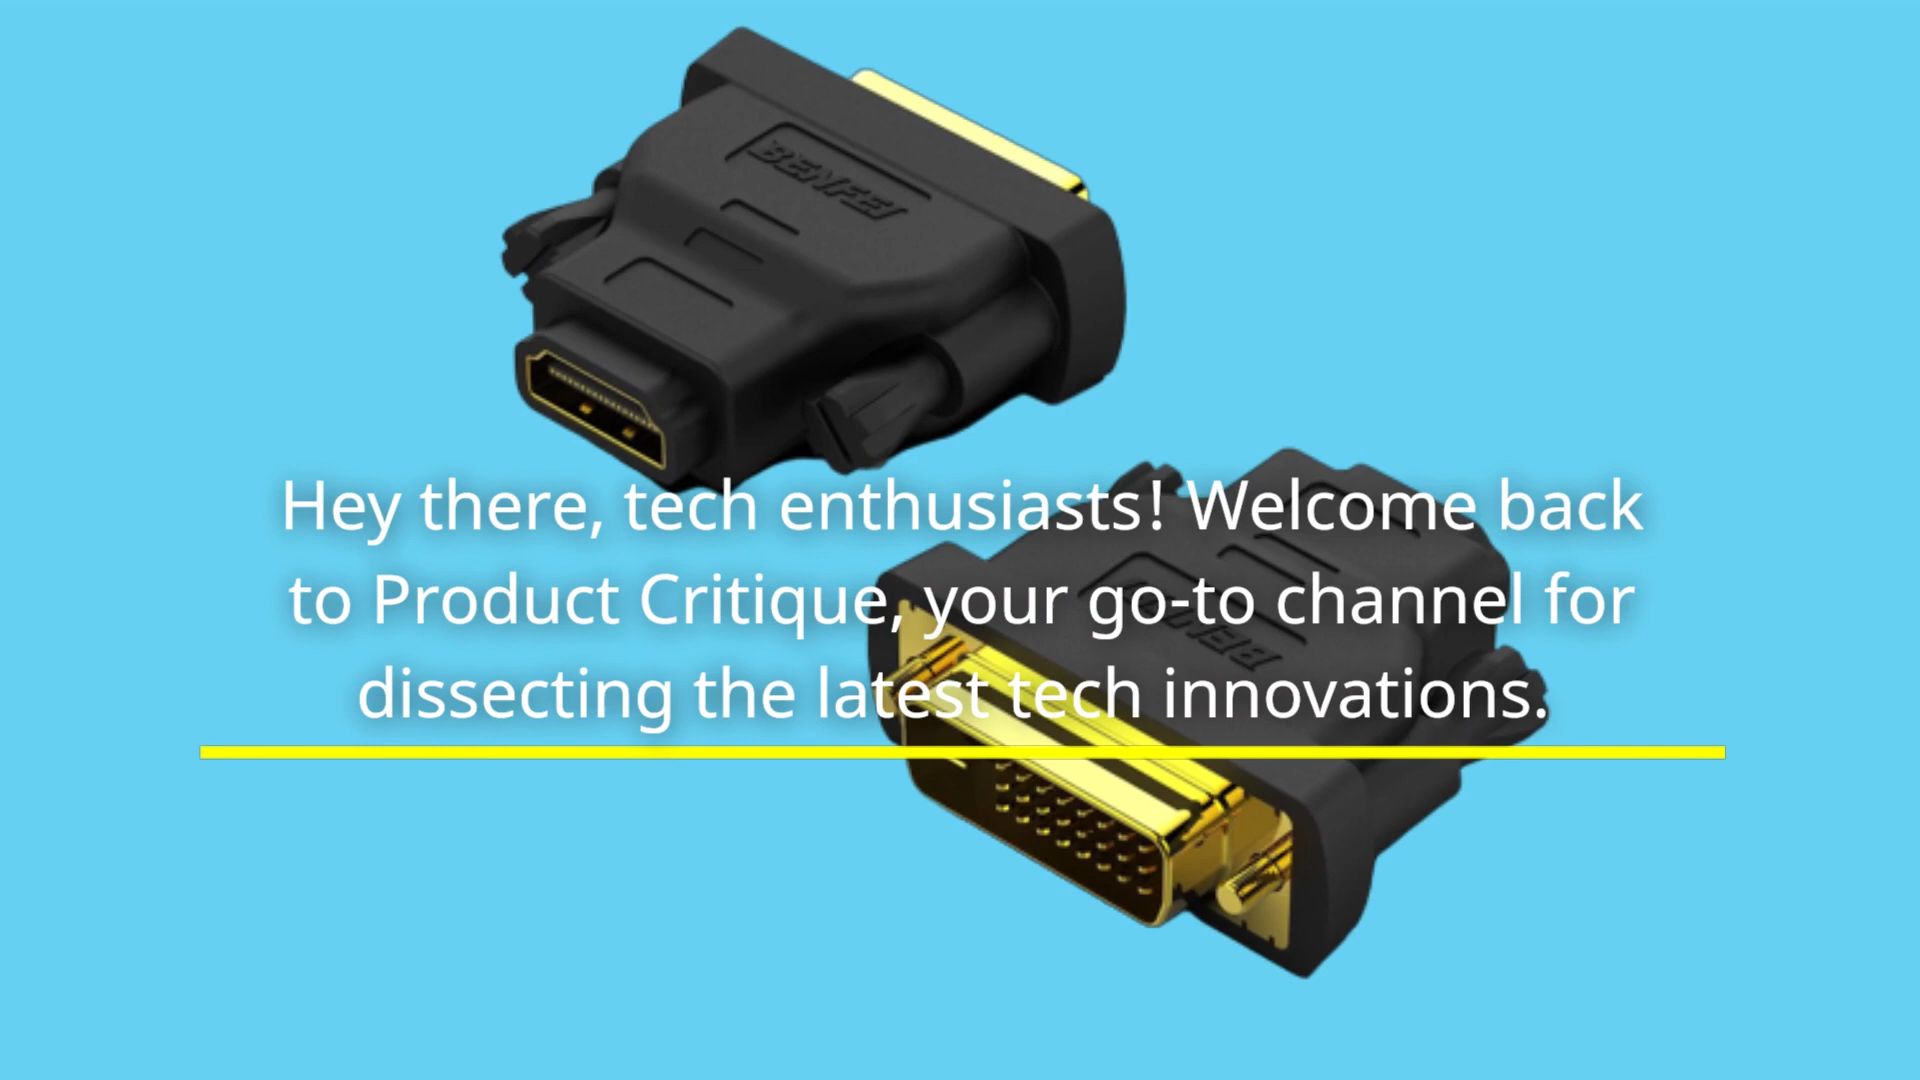 BENFEI
Hey there, tech enthusiasts! Welcome back
to Product Critique, your go-to channel for
dissecting the latest tech innovations.